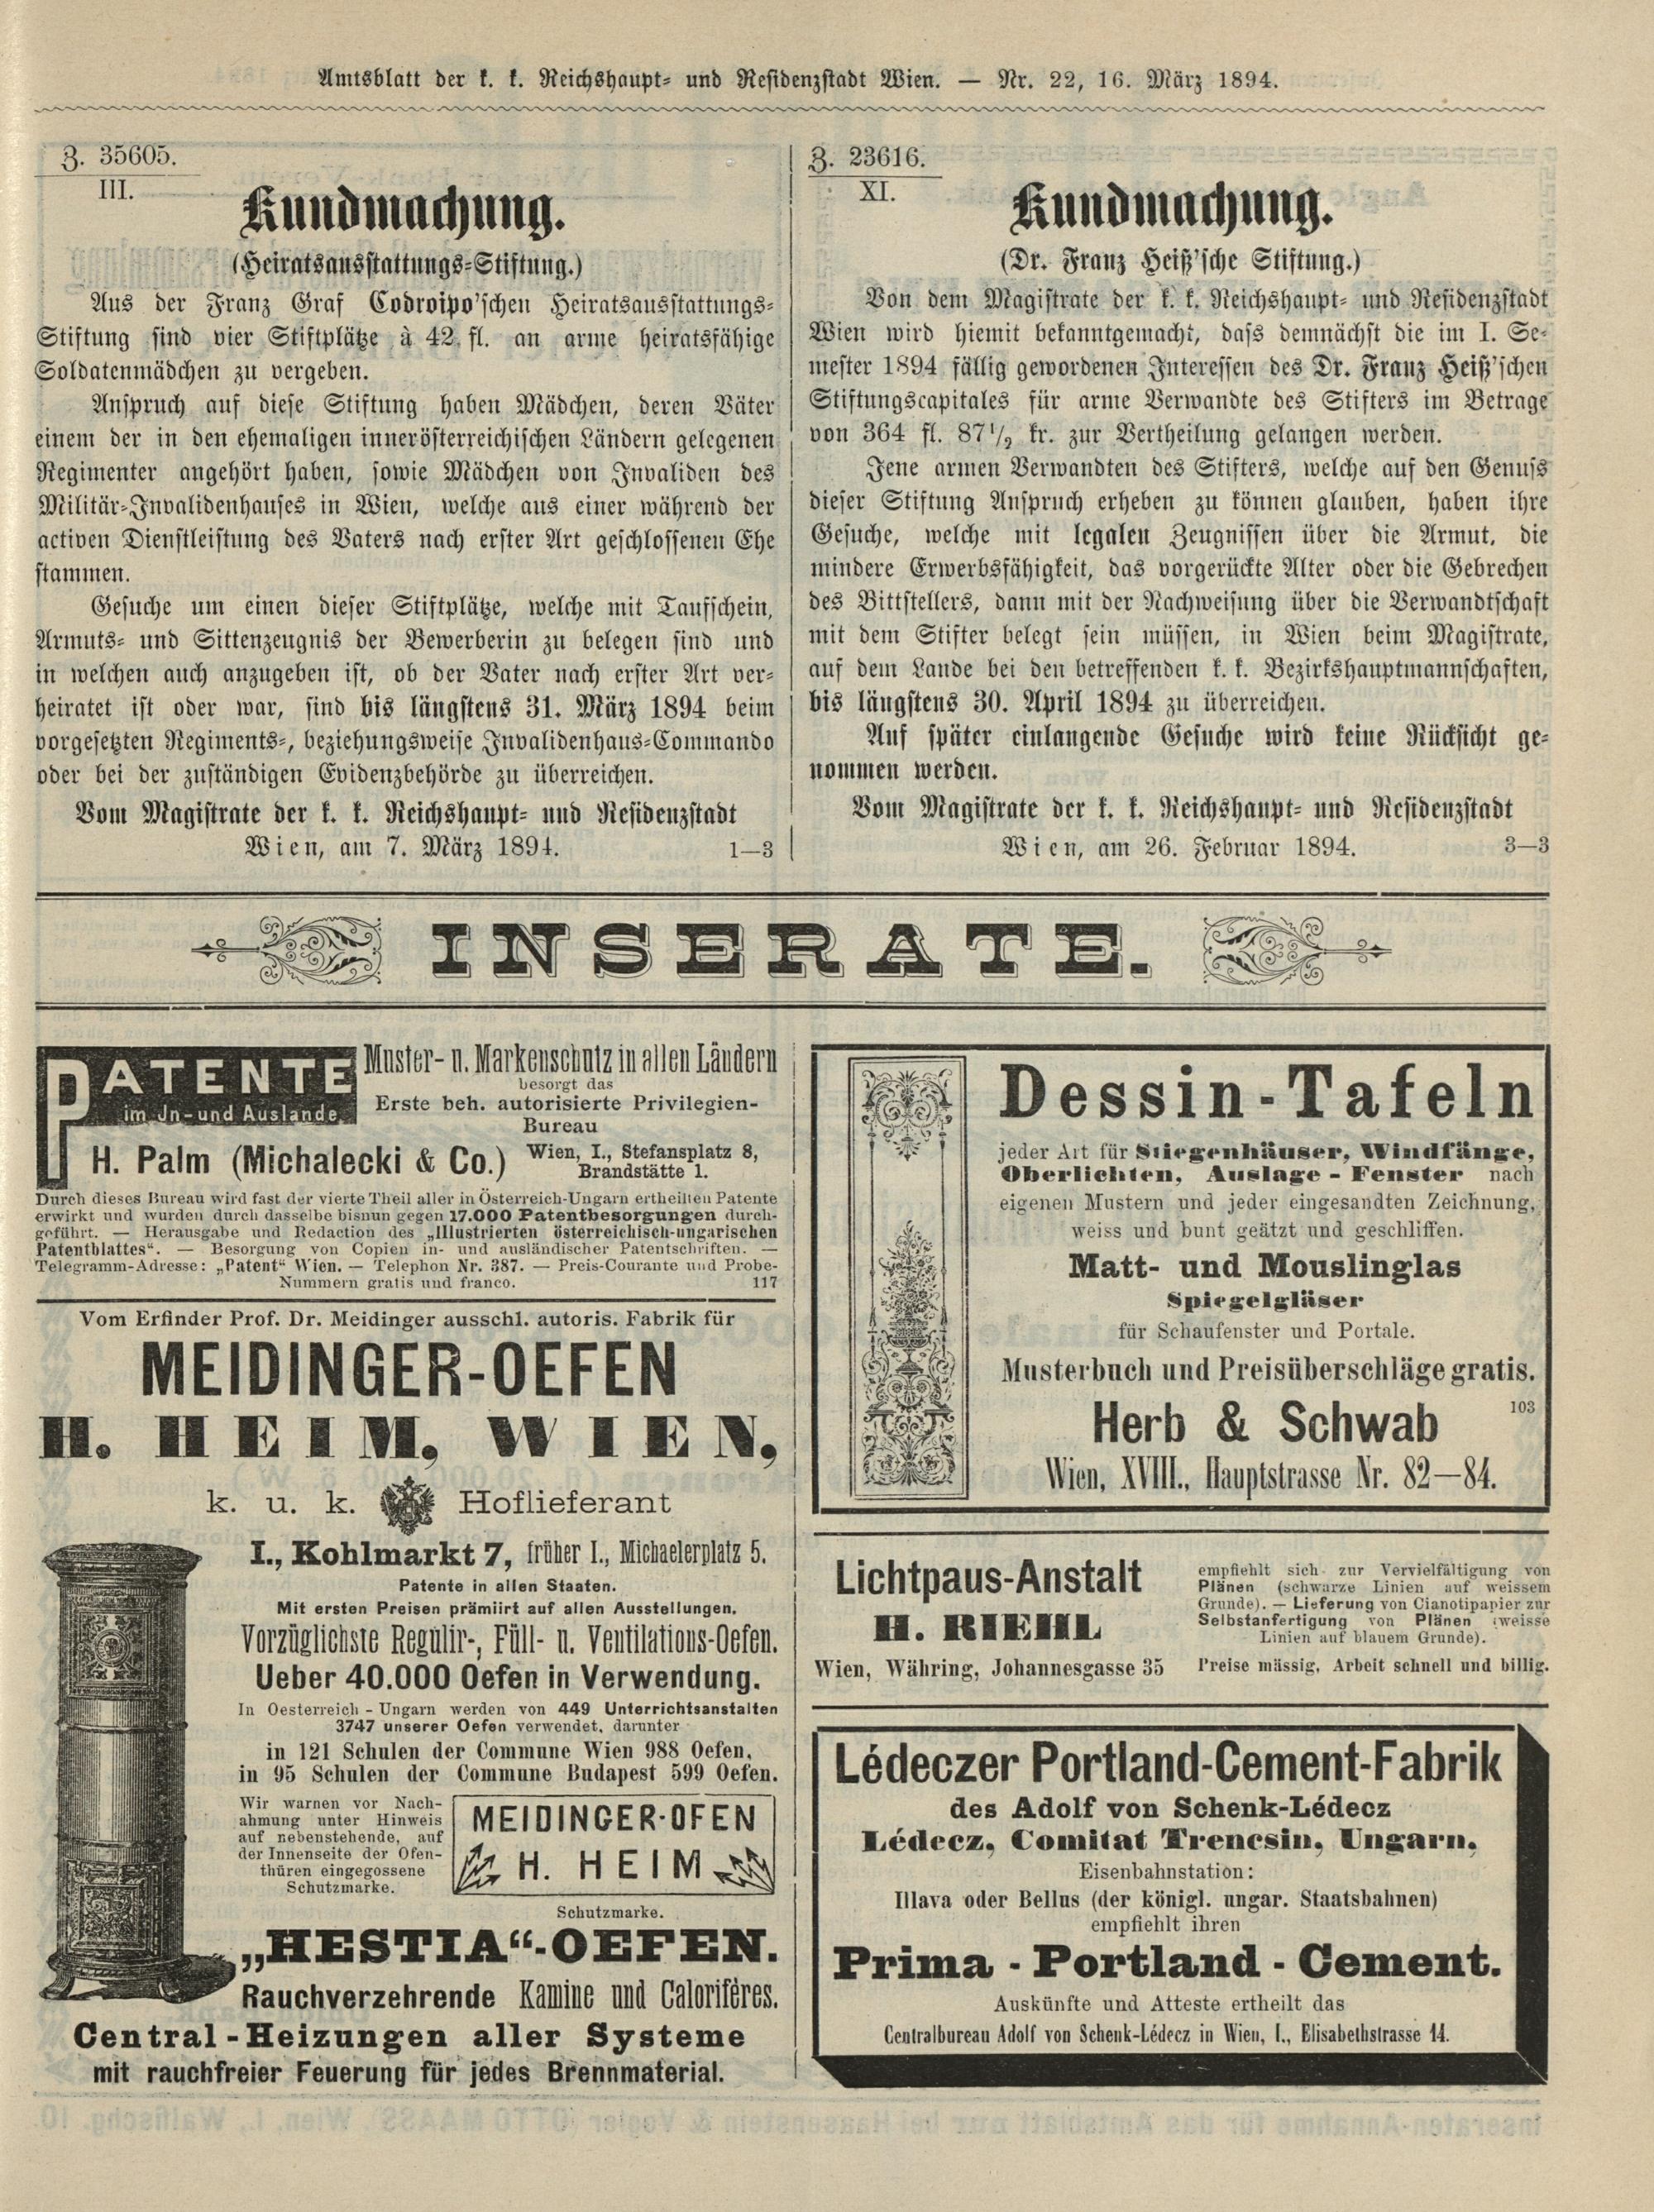 Amtsblatt der k. k. Reichshaupt- und Residenzstadt Wien. — Nr. 22, 16. März 1894.
Z. 35605.
III.
Kundmachung.
(Heiratsausstattungs-Stiftung.)
Aus der Franz Graf Codroipo'schen Heiratsausstattungs-
Stiftung sind vier Stiftplätze à 42 fl. an arme heiratsfähige
Soldatenmädchen zu vergeben.
Anspruch auf diese Stiftung haben Mädchen, deren Väter
einem der in den ehemaligen innerösterreichischen Ländern gelegenen
Regimenter angehört haben, sowie Mädchen von Invaliden des
Militär-Invalidenhauses in Wien, welche aus einer während der
activen Dienstleistung des Vaters nach erster Art geschlossenen Ehe
stammen.
Gesuche um einen dieser Stiftplätze, welche mit Taufschein,
Armuts- und Sittenzeugnis der Bewerberin zu belegen sind und
in welchen auch anzugeben ist, ob der Vater nach erster Art ver-
heiratet ist oder war, sind bis längstens 31. März 1894 beim
vorgesetzten Regiments-, beziehungsweise Invalidenhaus-Commando
oder bei der zuständigen Evidenzbehörde zu überreichen.
Vom Magistrate der k. k. Reichshaupt- und Residenzstadt
Wien, am 7. März 1894. 1—3
Z. 23616.
XI.
Kundmachung.
(Dr. Franz Heiß'sche Stiftung.)
Von dem Magistrate der k. k. Reichshaupt- und Residenzstadt
Wien wird hiemit bekanntgemacht, dass demnächst die im I. Se-
mester 1894 fällig gewordenen Interessen des Dr. Franz Heiß'schen
Stiftungscapitales für arme Verwandte des Stifters im Betrage
von 364 fl. 87½ kr. zur Vertheilung gelangen werden.
Jene armen Verwandten des Stifters, welche auf den Genuss
dieser Stiftung Anspruch erheben zu können glauben, haben ihre
Gesuche, welche mit legalen Zeugnissen über die Armut, die
mindere Erwerbsfähigkeit, das vorgerückte Alter oder die Gebrechen
des Bittstellers, dann mit der Nachweisung über die Verwandtschaft
mit dem Stifter belegt sein müssen, in Wien beim Magistrate,
auf dem Lande bei den betreffenden k. k. Bezirkshauptmannschaften,
bis längstens 30. April 1894 zu überreichen.
Auf später einlangende Gesuche wird keine Rücksicht ge-
nommen werden.
Vom Magistrate der k. k. Reichshaupt- und Residenzstadt
Wien, am 26. Februar 1894. 3—3
INSERATE.
PATENTE
im In- und Auslande
Muster- u. Markenschutz in allen Ländern
besorgt das
Erste beh. autorisierte Privilegien-
Bureau
H. Palm (Michalecki & Co.) Wien, I., Stefansplatz 8,
Brandstätte 1.
Durch dieses Bureau wird fast der vierte Theil aller in Österreich-Ungarn ertheilten Patente
erwirkt und wurden durch dasselbe bisnun gegen 17.000 Patentbesorgungen durch-
geführt. — Herausgabe und Redaction des „Illustrierten österreichisch-ungarischen
Patentblattes“. — Besorgung von Copien in- und ausländischer Patentschriften. —
Telegramm-Adresse: „Patent“ Wien. — Telephon Nr. 387. — Preis-Courante und Probe-
Nummern gratis und franco. 117
Vom Erfinder Prof. Dr. Meidinger ausschl. autoris. Fabrik für
MEIDINGER-OEFEN
H. HEIM, WIEN,
k. u. k. Hoflieferant
I., Kohlmarkt 7, früher I., Michaelerplatz 5.
Patente in allen Staaten.
Mit ersten Preisen prämiirt auf allen Ausstellungen.
Vorzüglichste Regulir-, Füll- u. Ventilations-Oefen.
Ueber 40.000 Oefen in Verwendung.
In Oesterreich-Ungarn werden von 449 Unterrichtsanstalten
3747 unserer Oefen verwendet, darunter
in 121 Schulen der Commune Wien 988 Oefen,
in 95 Schulen der Commune Budapest 599 Oefen.
Wir warnen vor Nach-
ahmung unter Hinweis
auf nebenstehende, auf
der Innenseite der Ofen-
thüren eingegossene
Schutzmarke.
MEIDINGER-OFEN
H. HEIM
Schutzmarke.
„HESTIA“-OEFEN.
Rauchverzehrende Kamine und Calorifères.
Central-Heizungen aller Systeme
mit rauchfreier Feuerung für jedes Brennmaterial.
Dessin-Tafeln
jeder Art für Stiegenhäuser, Windfänge,
Oberlichten, Auslage-Fenster nach
eigenen Mustern und jeder eingesandten Zeichnung,
weiss und bunt geätzt und geschliffen.
Matt- und Mouslinglas
Spiegelgläser
für Schaufenster und Portale.
Musterbuch und Preisüberschläge gratis.
Herb & Schwab 103
Wien, XVIII., Hauptstrasse Nr. 82—84.
Lichtpaus-Anstalt
H. RIEHL
Wien, Währing, Johannesgasse 35
empfiehlt sich zur Vervielfältigung von
Plänen (schwarze Linien auf weissem
Grunde). — Lieferung von Cianotipapier zur
Selbstanfertigung von Plänen (weisse
Linien auf blauem Grunde).
Preise mässig, Arbeit schnell und billig.
Lédeczer Portland-Cement-Fabrik
des Adolf von Schenk-Lédecz
Lédecz, Comitat Trencsin, Ungarn,
Eisenbahnstation:
Illava oder Bellus (der königl. ungar. Staatsbahnen)
empfiehlt ihren
Prima-Portland-Cement.
Auskünfte und Atteste ertheilt das
Centralbureau Adolf von Schenk-Lédecz in Wien, I., Elisabethstrasse 14.